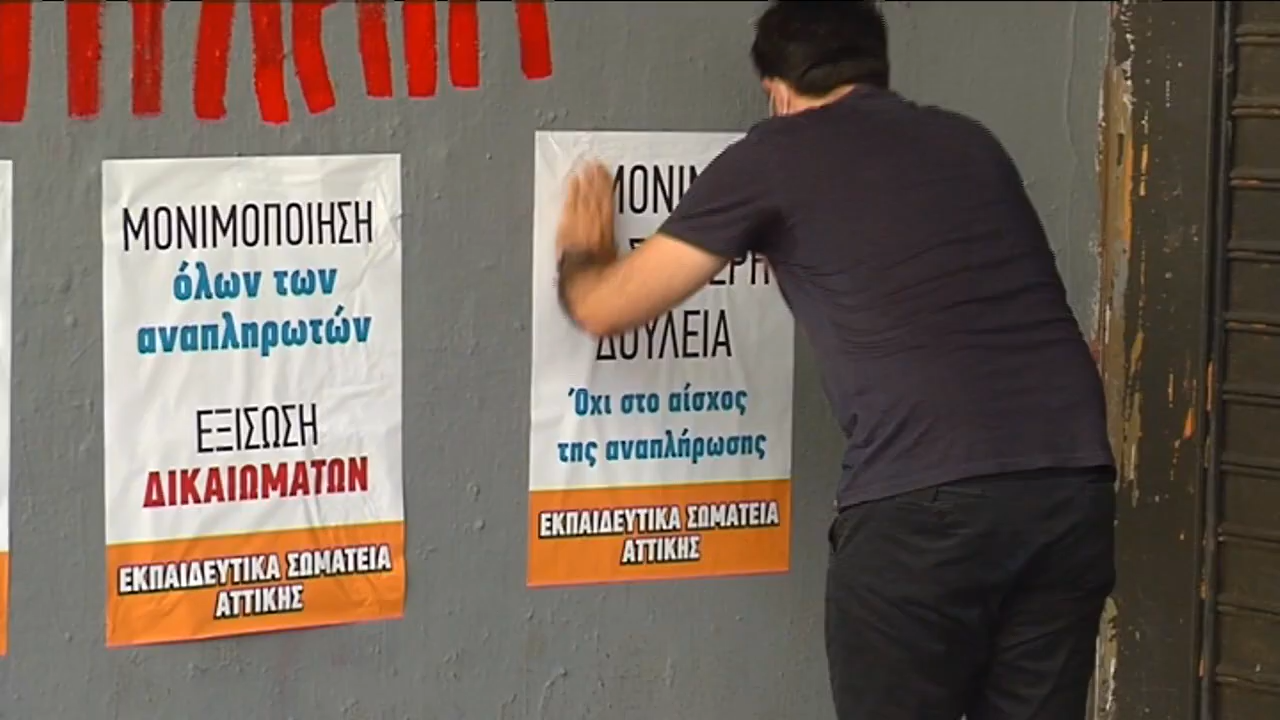 ΜΟΝΙΜΟΠΟΙΗΣΗ
όλων των
αναπληρωτών
ΕΞΙΣΩΣΗ
ΔΙΚΑΙΩΜΑΤΩΝ
ΕΚΠΑΙΔΕΥΤΙΚΑ ΣΩΜΑΤΕΙΑ
ΑΤΤΙΚΗΣ
ΔΟΥΛΕΙΑ
Όχι στο αίσχος
της αναπλήρωσης
ΕΚΠΑΙΔΕΥΤΙΚΑ ΣΩΜΑΤΕΙΑ
ΑΤΤΙΚΗΣ